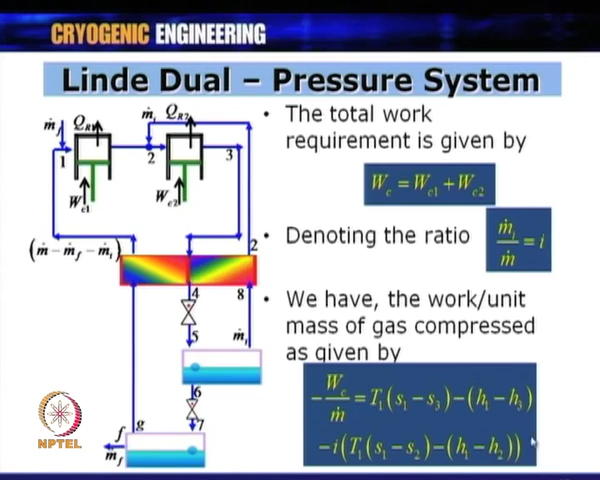 CRYOGENIC ENGINEERING
Linde Dual – Pressure System
ṁ_f Q_R1 ṁ_i Q_R2
1 2 3
W_c1 W_c2
(ṁ − ṁ_f − ṁ_i) 2
4 8
5 ṁ_i
6
7
g
f
ṁ_f
NPTEL
• The total work
requirement is given by
W_c = W_c1 + W_c2
• Denoting the ratio ṁ_i/ṁ = i
• We have, the work/unit
mass of gas compressed
as given by
−W_c/ṁ = T_1(s_1 − s_3) − (h_1 − h_3)
−i(T_1(s_1 − s_2) − (h_1 − h_2))